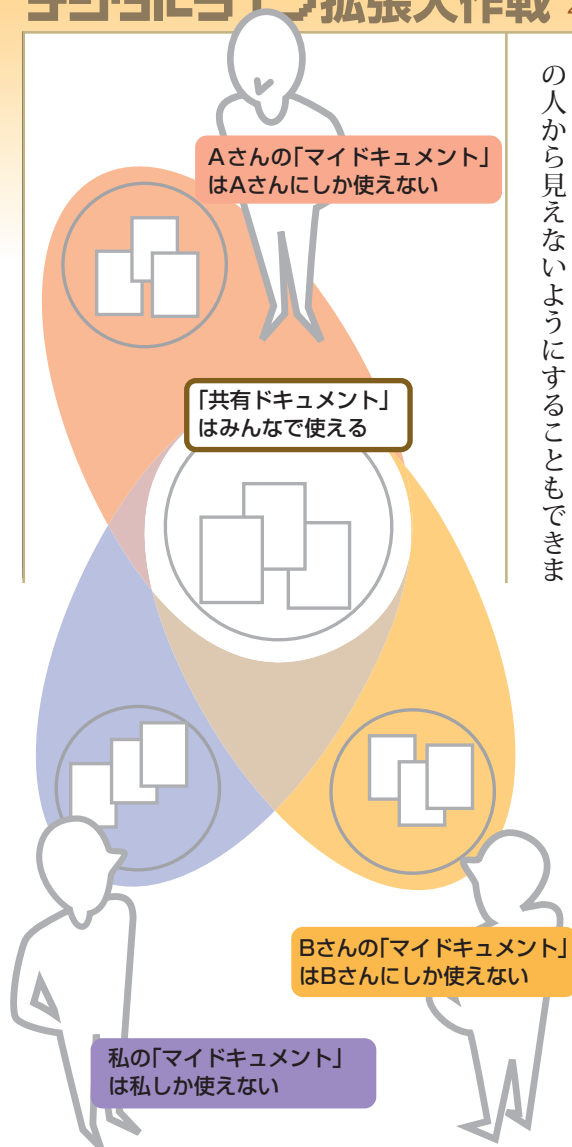 拡張大作戦
の人から見えないようにすることもできま
Aさんの「マイドキュメント」
はAさんにしか使えない
「共有ドキュメント」
はみんなで使える
Bさんの「マイドキュメント」
はBさんにしか使えない
私の「マイドキュメント」
は私しか使えない